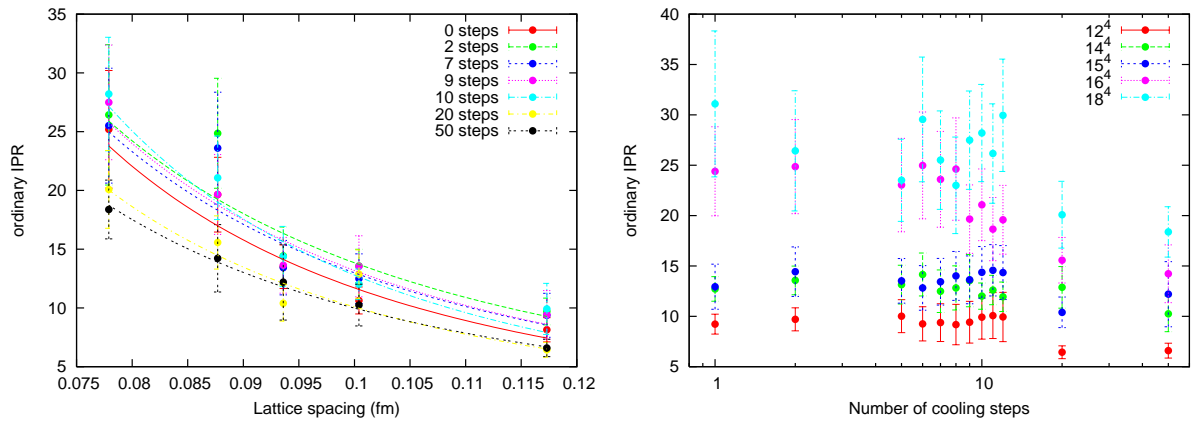 35
30
25
20
15
10
5
0.075 0.08 0.085 0.09 0.095 0.1 0.105 0.11 0.115 0.12
Lattice spacing (fm)
ordinary IPR
0 steps
2 steps
7 steps
9 steps
10 steps
20 steps
50 steps
40
35
30
25
20
15
10
5
1 10
Number of cooling steps
ordinary IPR
12^4
14^4
15^4
16^4
18^4